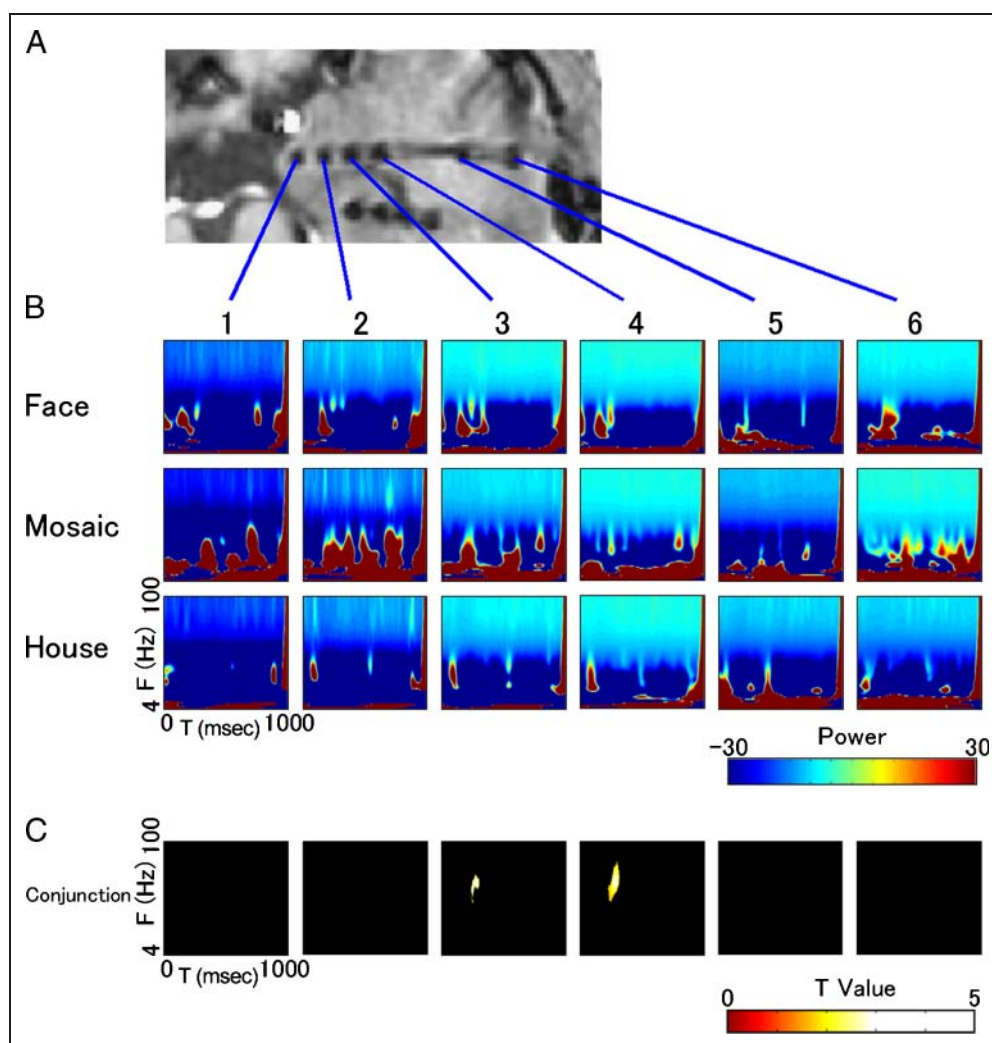 A
B
1 2 3 4 5 6
Face
Mosaic
House
4 F (Hz) 100
0 T (msec) 1000
Power
-30 30
C
Conjunction
4 F (Hz) 100
0 T (msec) 1000
T Value
0 5